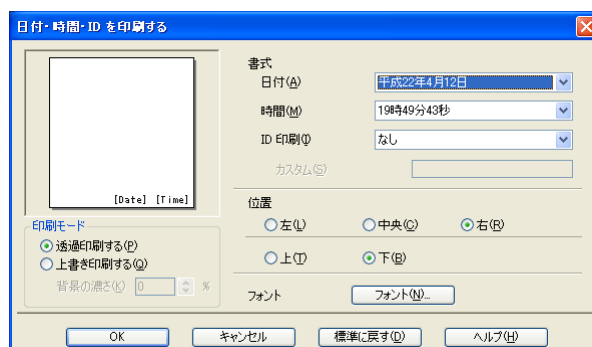 日付・時間・ID を印刷する
書式
日付(A) 平成22年4月12日
時間(M) 19時49分43秒
ID 印刷(I) なし
カスタム(S)
[Date] [Time]
位置
左(L) 中央(C) 右(R)
上(T) 下(B)
印刷モード
透過印刷する(P)
上書き印刷する(Q)
背景の濃さ(K) 0 %
フォント フォント(N)...
OK キャンセル 標準に戻す(D) ヘルプ(H)